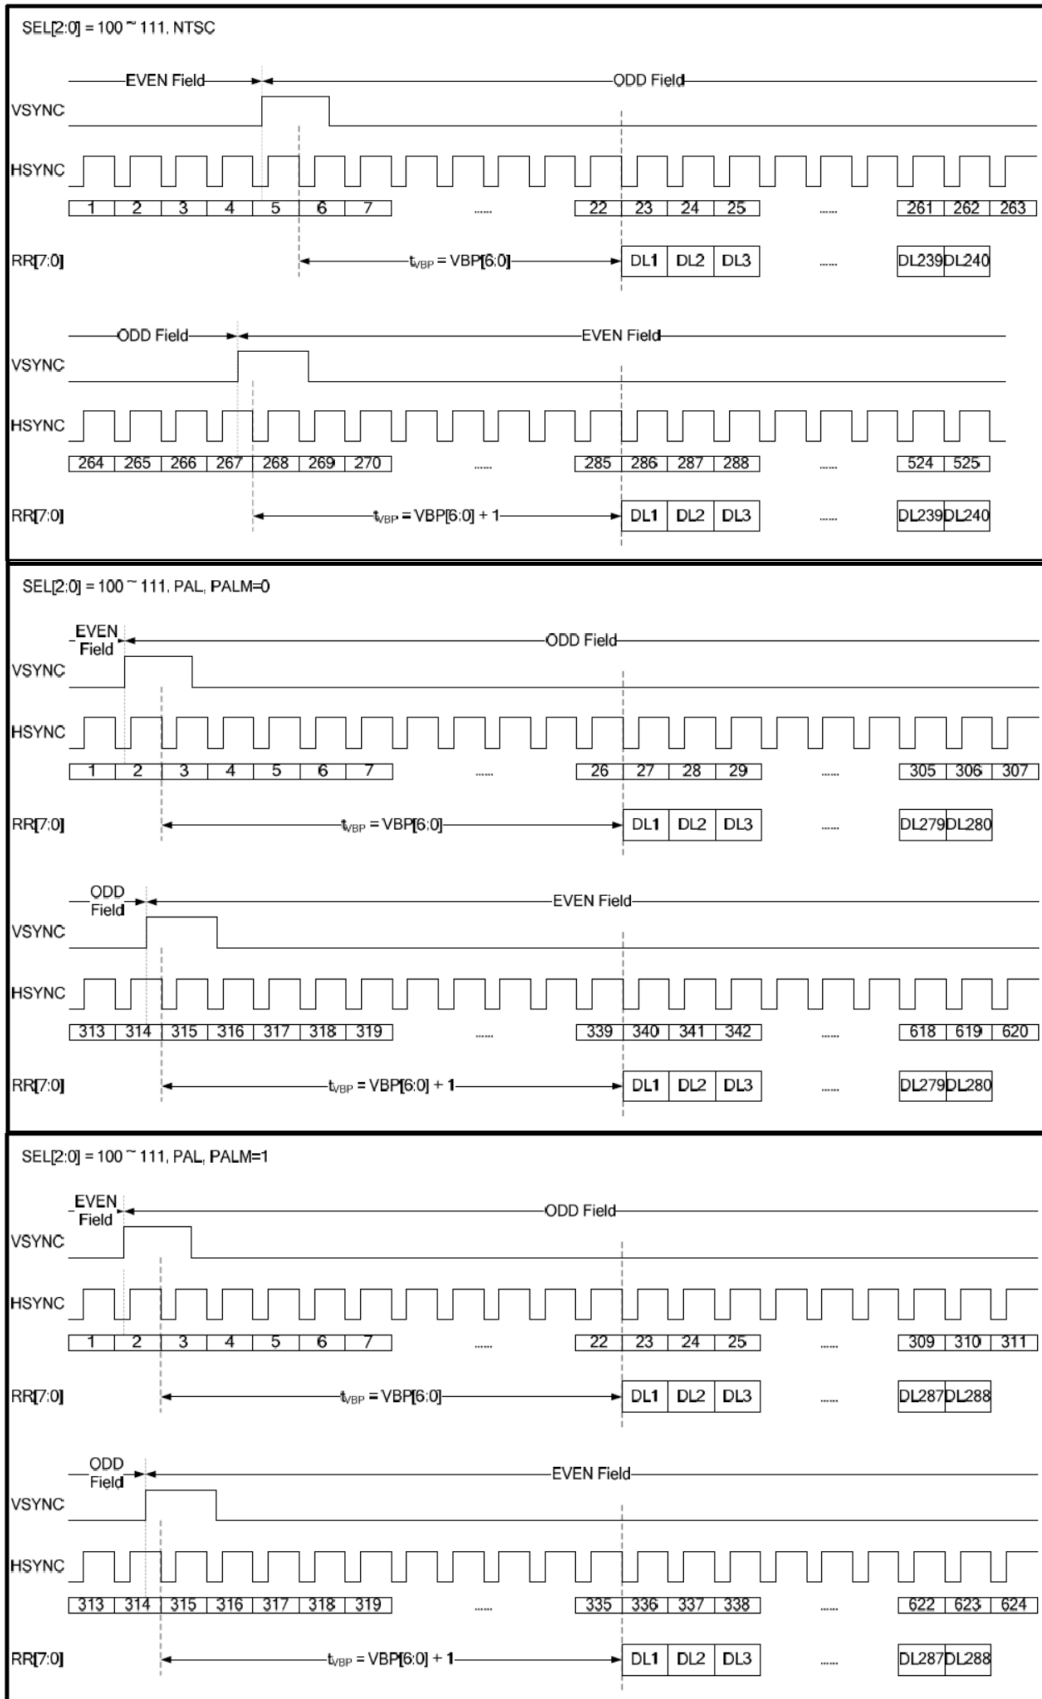 SEL[2:0] = 100 ~ 111, NTSC
EVEN Field ODD Field
VSYNC
HSYNC
1 2 3 4 5 6 7 ...... 22 23 24 25 ...... 261 262 263
RR[7:0] tVBP = VBP[6:0] DL1 DL2 DL3 ...... DL239 DL240
ODD Field EVEN Field
VSYNC
HSYNC
264 265 266 267 268 269 270 ...... 285 286 287 288 ...... 524 525
RR[7:0] tVBP = VBP[6:0] + 1 DL1 DL2 DL3 ...... DL239 DL240
SEL[2:0] = 100 ~ 111, PAL, PALM=0
EVEN
Field ODD Field
VSYNC
HSYNC
1 2 3 4 5 6 7 ...... 26 27 28 29 ...... 305 306 307
RR[7:0] tVBP = VBP[6:0] DL1 DL2 DL3 ...... DL279 DL280
ODD
Field EVEN Field
VSYNC
HSYNC
313 314 315 316 317 318 319 ...... 339 340 341 342 ...... 618 619 620
RR[7:0] tVBP = VBP[6:0] + 1 DL1 DL2 DL3 ...... DL279 DL280
SEL[2:0] = 100 ~ 111, PAL, PALM=1
EVEN
Field ODD Field
VSYNC
HSYNC
1 2 3 4 5 6 7 ...... 22 23 24 25 ...... 309 310 311
RR[7:0] tVBP = VBP[6:0] DL1 DL2 DL3 ...... DL287 DL288
ODD
Field EVEN Field
VSYNC
HSYNC
313 314 315 316 317 318 319 ...... 335 336 337 338 ...... 622 623 624
RR[7:0] tVBP = VBP[6:0] + 1 DL1 DL2 DL3 ...... DL287 DL288